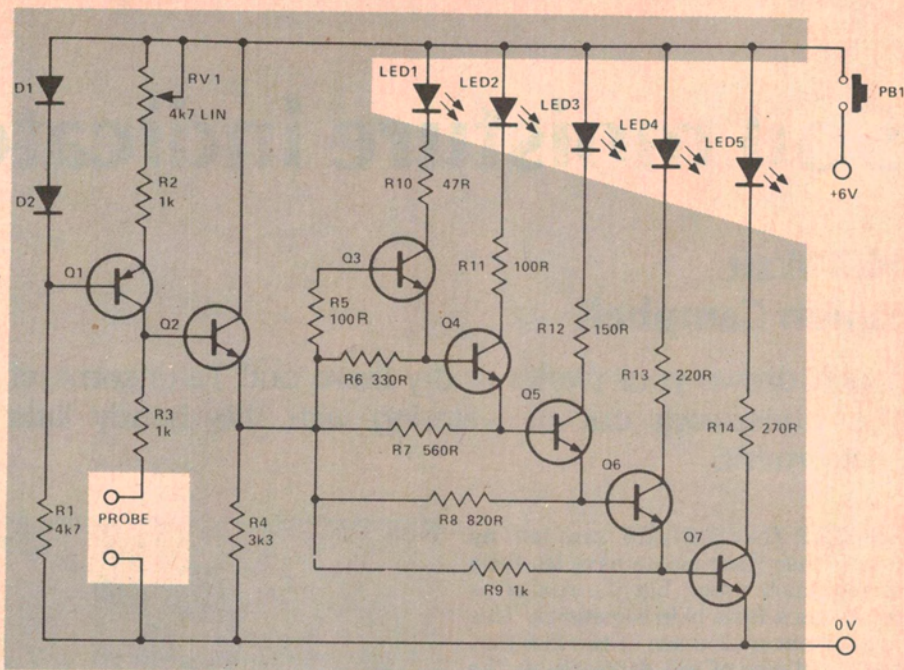 D1
RV 1
4k7 LIN
D2
R2
1k
Q1
Q2
R3
1k
R1
4k7
PROBE
R4
3k3
LED1
LED2
LED3
LED4
LED5
PB1
+6V
R10 47R
Q3
R11 100R
R5
100R
Q4
R12 150R
R6 330R
Q5
R13 220R
R7 560R
Q6
R14 270R
R8 820R
Q7
R9 1k
0V